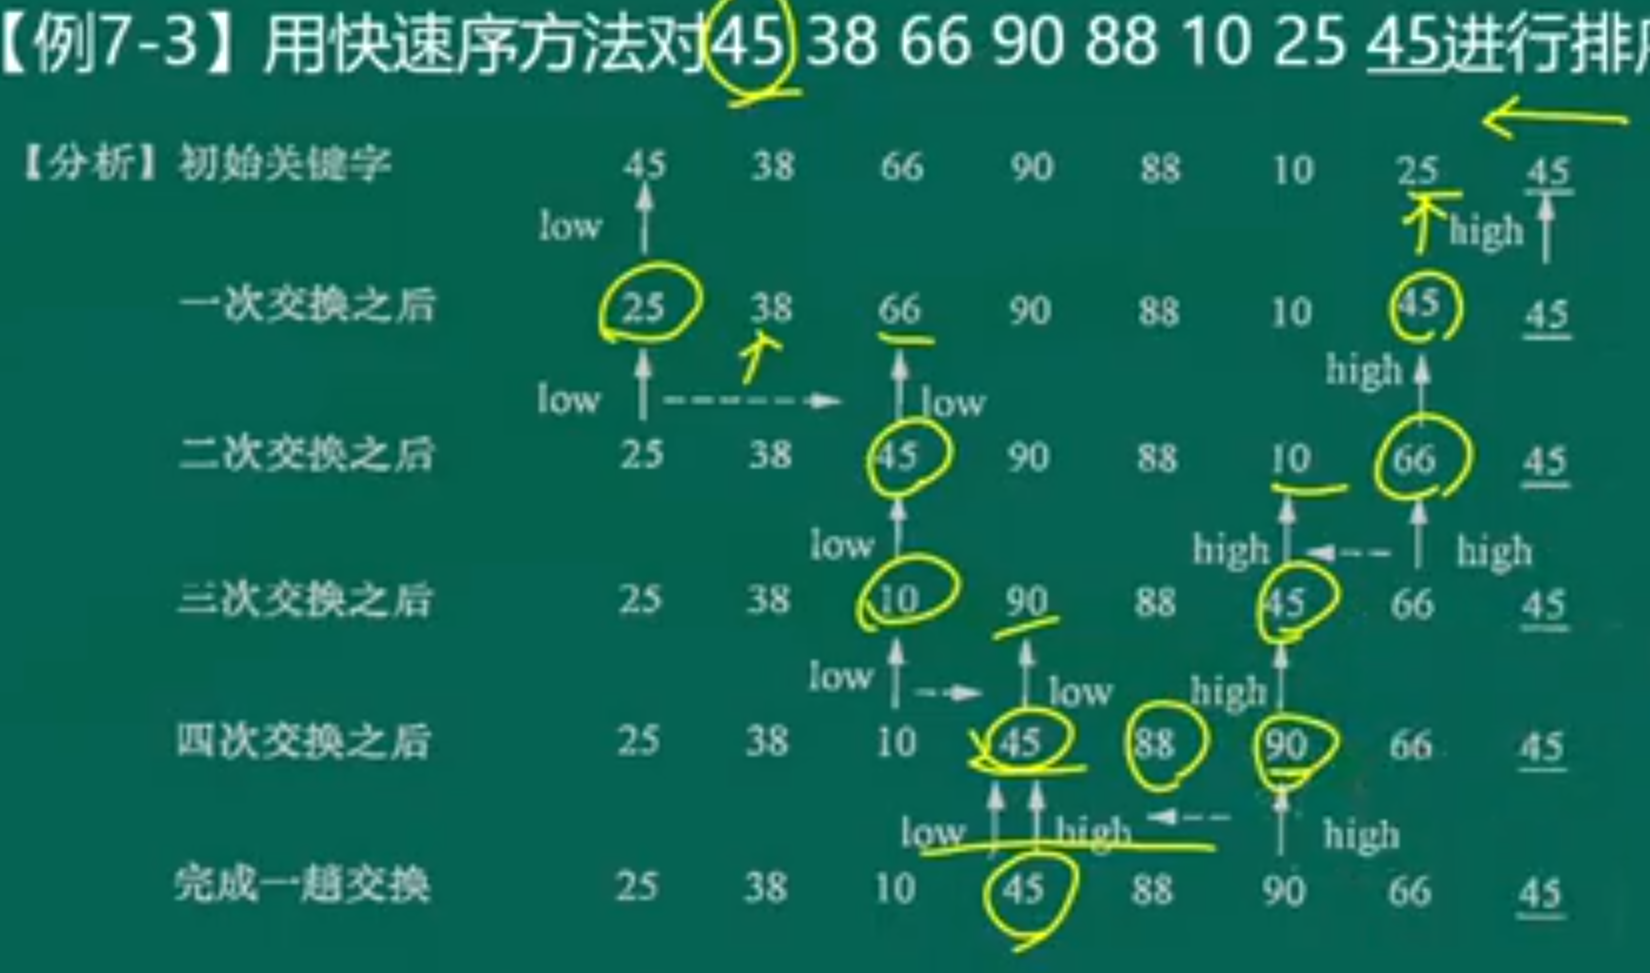 【例7-3】用快速序方法对45 38 66 90 88 10 25 45进行排
【分析】初始关键字 45 38 66 90 88 10 25 45
low high
一次交换之后 25 38 66 90 88 10 45 45
high
low low
二次交换之后 25 38 45 90 88 10 66 45
low high high
三次交换之后 25 38 10 90 88 45 66 45
low low high
四次交换之后 25 38 10 45 88 90 66 45
low high high
完成一趟交换 25 38 10 45 88 90 66 45